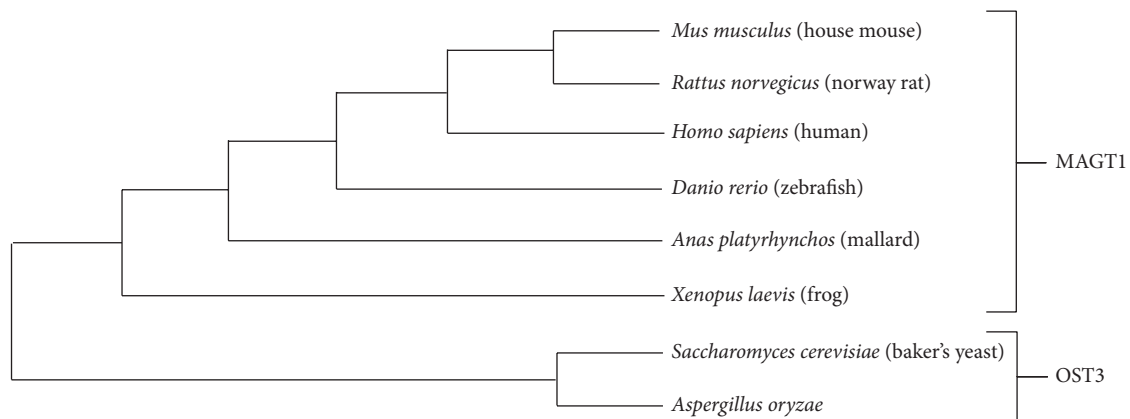 Mus musculus (house mouse)
Rattus norvegicus (norway rat)
Homo sapiens (human)
MAGT1
Danio rerio (zebrafish)
Anas platyrhynchos (mallard)
Xenopus laevis (frog)
Saccharomyces cerevisiae (baker's yeast)
OST3
Aspergillus oryzae